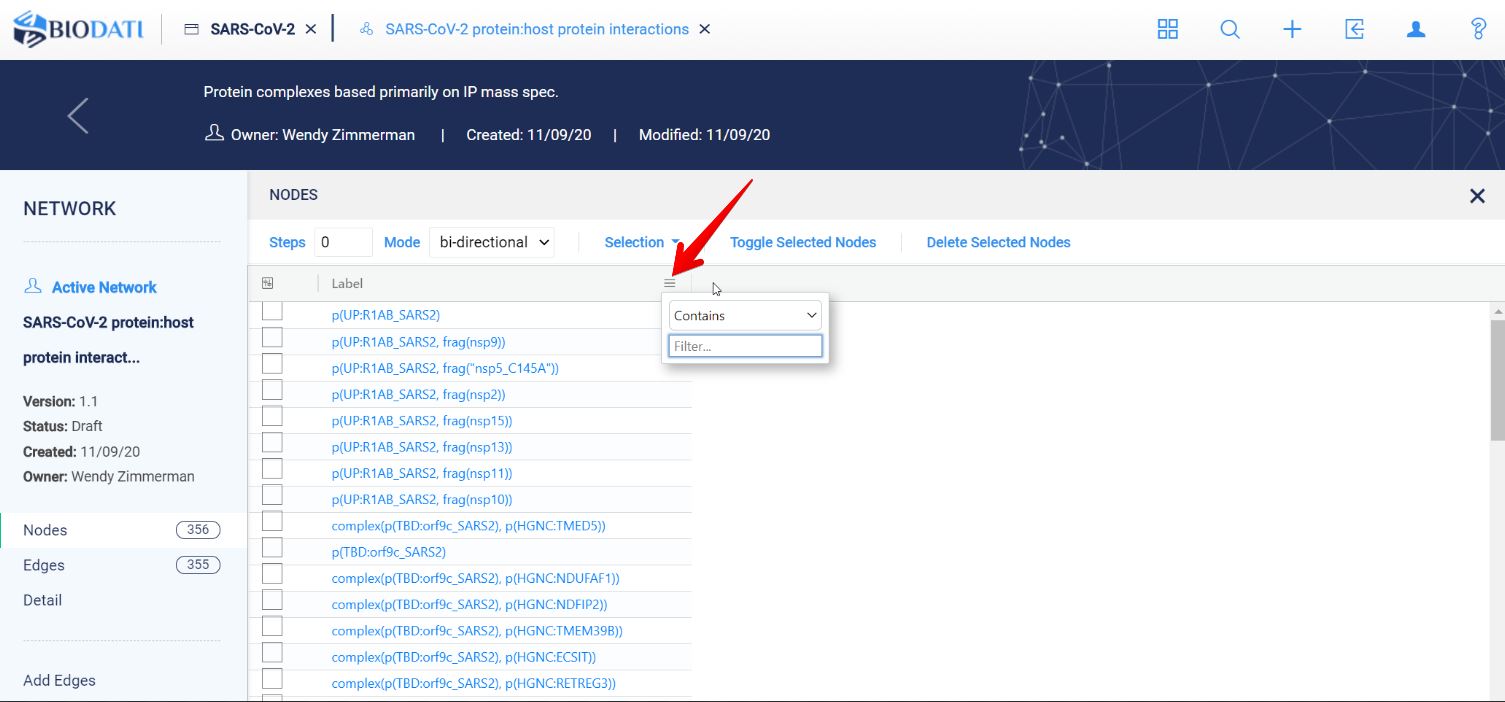 BIODATI
SARS-CoV-2
SARS-CoV-2 protein:host protein interactions
Protein complexes based primarily on IP mass spec.
Owner: Wendy Zimmerman | Created: 11/09/20 | Modified: 11/09/20
NETWORK
Active Network
SARS-CoV-2 protein:host
protein interact...
Version: 1.1
Status: Draft
Created: 11/09/20
Owner: Wendy Zimmerman
Nodes 356
Edges 355
Detail
Add Edges
NODES
Steps 0 Mode bi-directional Selection Toggle Selected Nodes Delete Selected Nodes
Label
Contains
Filter...
p(UP:R1AB_SARS2)
p(UP:R1AB_SARS2, frag(nsp9))
p(UP:R1AB_SARS2, frag("nsp5_C145A"))
p(UP:R1AB_SARS2, frag(nsp2))
p(UP:R1AB_SARS2, frag(nsp15))
p(UP:R1AB_SARS2, frag(nsp13))
p(UP:R1AB_SARS2, frag(nsp11))
p(UP:R1AB_SARS2, frag(nsp10))
complex(p(TBD:orf9c_SARS2), p(HGNC:TMED5))
p(TBD:orf9c_SARS2)
complex(p(TBD:orf9c_SARS2), p(HGNC:NDUFAF1))
complex(p(TBD:orf9c_SARS2), p(HGNC:NDFIP2))
complex(p(TBD:orf9c_SARS2), p(HGNC:TMEM39B))
complex(p(TBD:orf9c_SARS2), p(HGNC:ECSIT))
complex(p(TBD:orf9c_SARS2), p(HGNC:RETREG3))